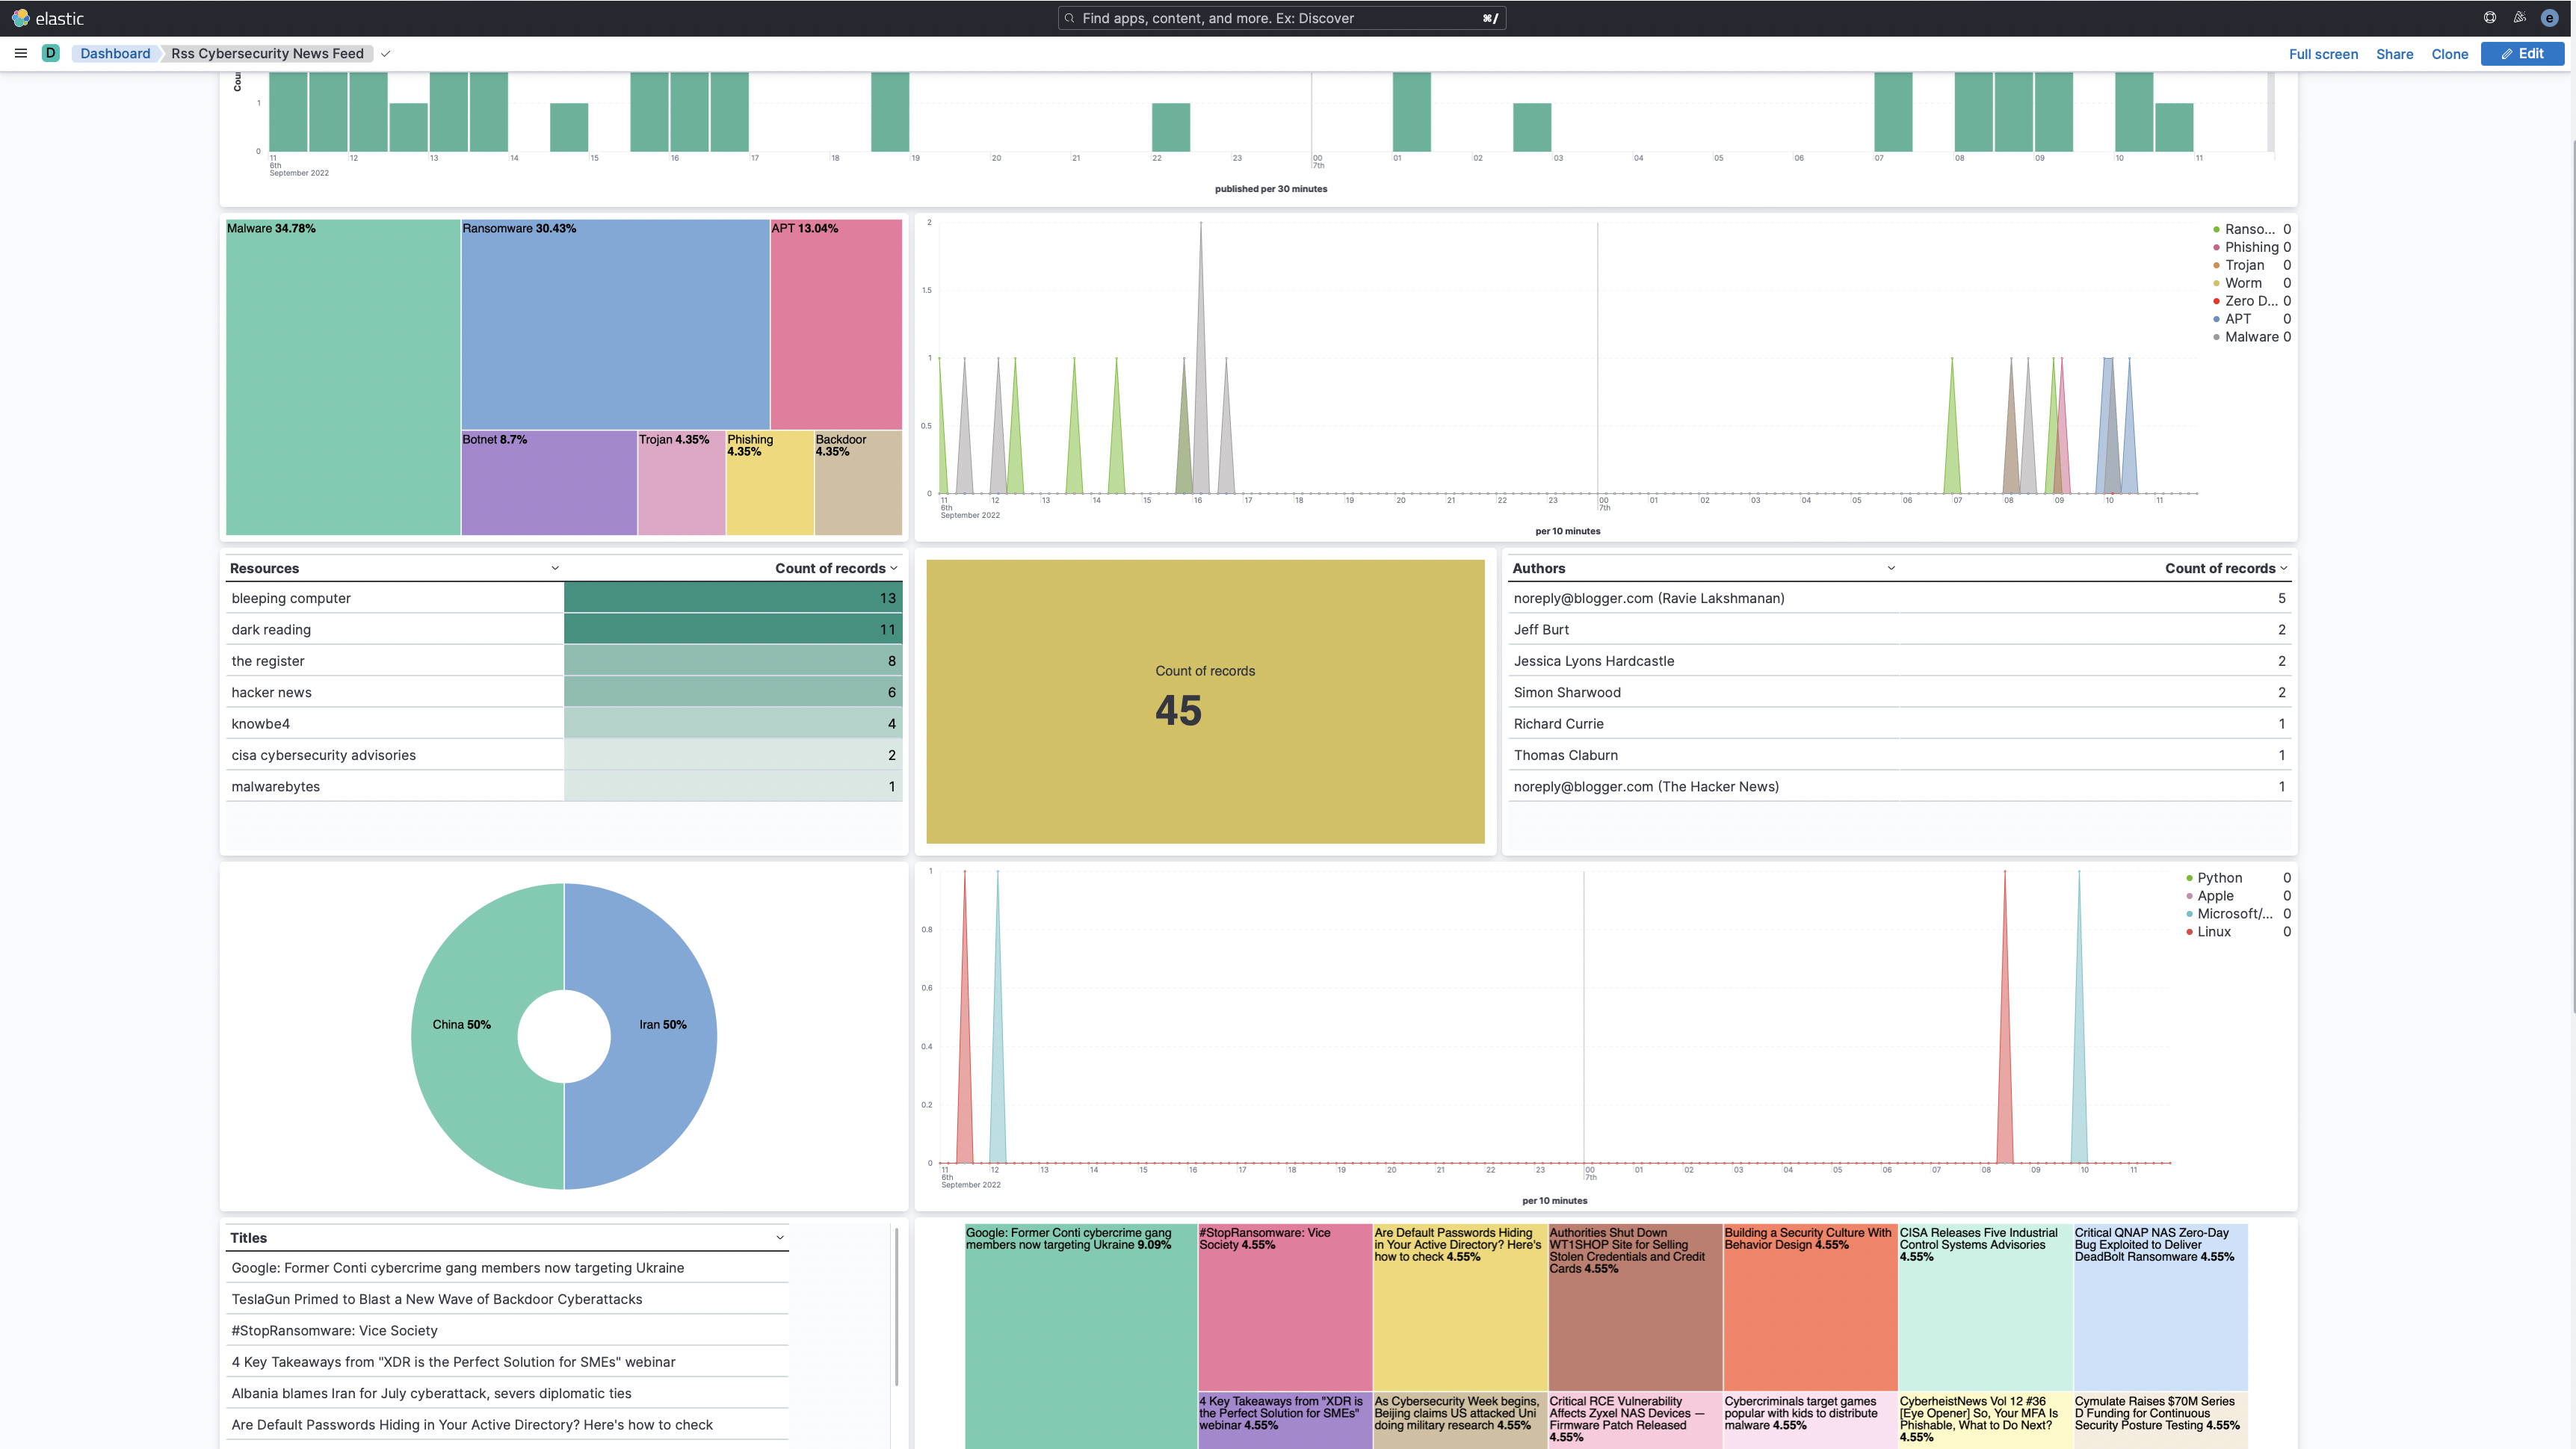 elastic
Find apps, content, and more. Ex: Discover
⌘/
e
D
Dashboard
Rss Cybersecurity News Feed
Full screen
Share
Clone
Edit
1
0
11 12 13 14 15 16 17 18 19 20 21 22 23 00 01 02 03 04 05 06 07 08 09 10 11
6th 7th
September 2022
published per 30 minutes
Malware 34.78%
Ransomware 30.43%
APT 13.04%
Botnet 8.7%
Trojan 4.35%
Phishing
4.35%
Backdoor
4.35%
2
1.5
1
0.5
0
11 12 13 14 15 16 17 18 19 20 21 22 23 00 01 02 03 04 05 06 07 08 09 10 11
6th 7th
September 2022
per 10 minutes
Ranso... 0
Phishing 0
Trojan 0
Worm 0
Zero D... 0
APT 0
Malware 0
Resources Count of records
bleeping computer 13
dark reading 11
the register 8
hacker news 6
knowbe4 4
cisa cybersecurity advisories 2
malwarebytes 1
Count of records
45
Authors Count of records
noreply@blogger.com (Ravie Lakshmanan) 5
Jeff Burt 2
Jessica Lyons Hardcastle 2
Simon Sharwood 2
Richard Currie 1
Thomas Claburn 1
noreply@blogger.com (The Hacker News) 1
China 50%
Iran 50%
1
0.8
0.6
0.4
0.2
0
11 12 13 14 15 16 17 18 19 20 21 22 23 00 01 02 03 04 05 06 07 08 09 10 11
6th 7th
September 2022
per 10 minutes
Python 0
Apple 0
Microsoft/... 0
Linux 0
Titles
Google: Former Conti cybercrime gang members now targeting Ukraine
TeslaGun Primed to Blast a New Wave of Backdoor Cyberattacks
#StopRansomware: Vice Society
4 Key Takeaways from "XDR is the Perfect Solution for SMEs" webinar
Albania blames Iran for July cyberattack, severs diplomatic ties
Are Default Passwords Hiding in Your Active Directory? Here's how to check
Google: Former Conti cybercrime gang
members now targeting Ukraine 9.09%
#StopRansomware: Vice
Society 4.55%
Are Default Passwords Hiding
in Your Active Directory? Here's
how to check 4.55%
Authorities Shut Down
WT1SHOP Site for Selling
Stolen Credentials and Credit
Cards 4.55%
Building a Security Culture With
Behavior Design 4.55%
CISA Releases Five Industrial
Control Systems Advisories
4.55%
Critical QNAP NAS Zero-Day
Bug Exploited to Deliver
DeadBolt Ransomware 4.55%
4 Key Takeaways from "XDR is
the Perfect Solution for SMEs"
webinar 4.55%
As Cybersecurity Week begins,
Beijing claims US attacked Uni
doing military research 4.55%
Critical RCE Vulnerability
Affects Zyxel NAS Devices —
Firmware Patch Released
4.55%
Cybercriminals target games
popular with kids to distribute
malware 4.55%
CyberheistNews Vol 12 #36
[Eye Opener] So, Your MFA Is
Phishable, What to Do Next?
4.55%
Cymulate Raises $70M Series
D Funding for Continuous
Security Posture Testing 4.55%